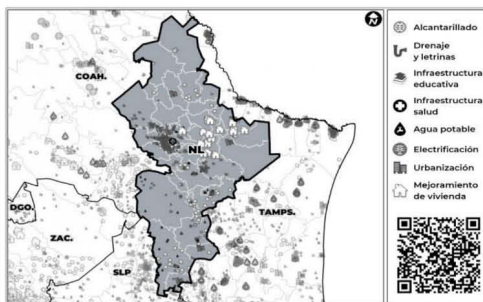 COAH.
NL
DGO.
ZAC.
SLP
TAMPS.
Alcantarillado
Drenaje
y letrinas
Infraestructura
educativa
Infraestructura
salud
Agua potable
Electrificación
Urbanización
Mejoramiento
de vivienda